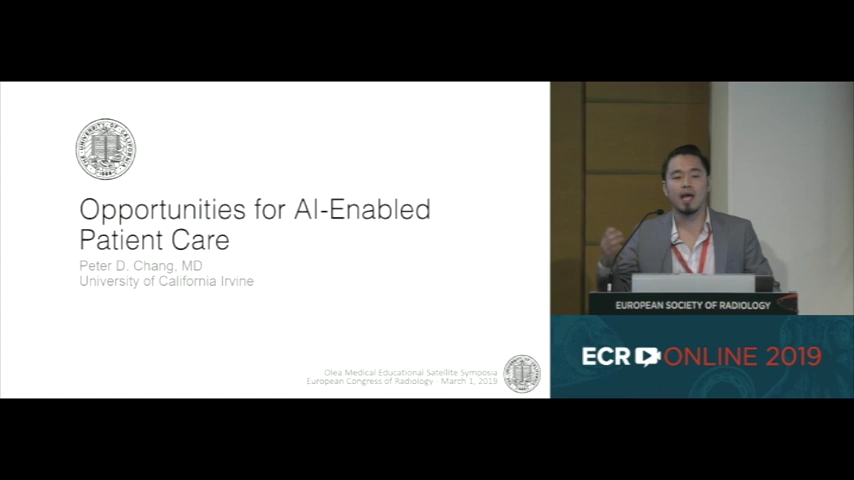 Opportunities for AI-Enabled
Patient Care
Peter D. Chang, MD
University of California Irvine
Olea Medical Educational Satellite Symposia
European Congress of Radiology - March 1, 2019
EUROPEAN SOCIETY OF RADIOLOGY
ECR ONLINE 2019